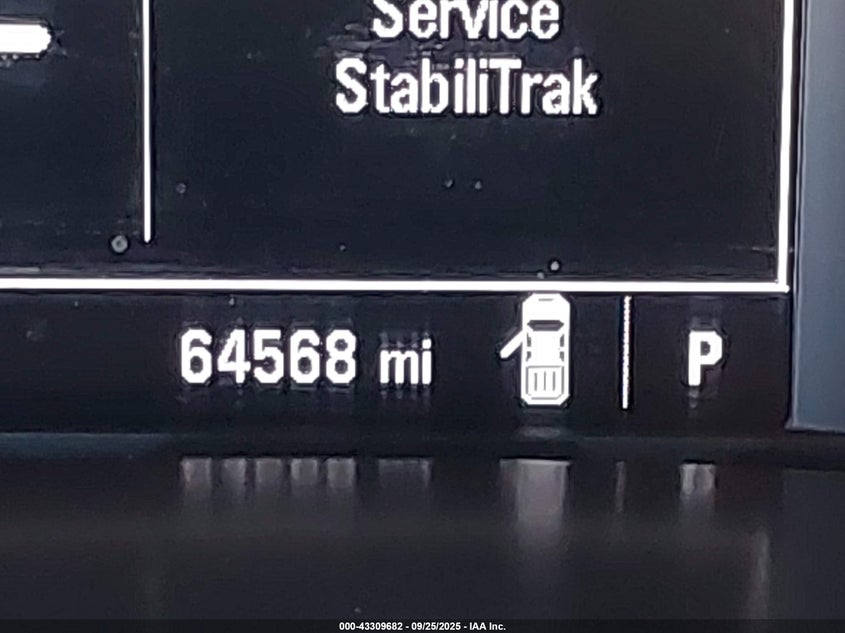 Service
StabiliTrak
64568 mi
P
000-43309682 - 09/25/2025 - IAA Inc.